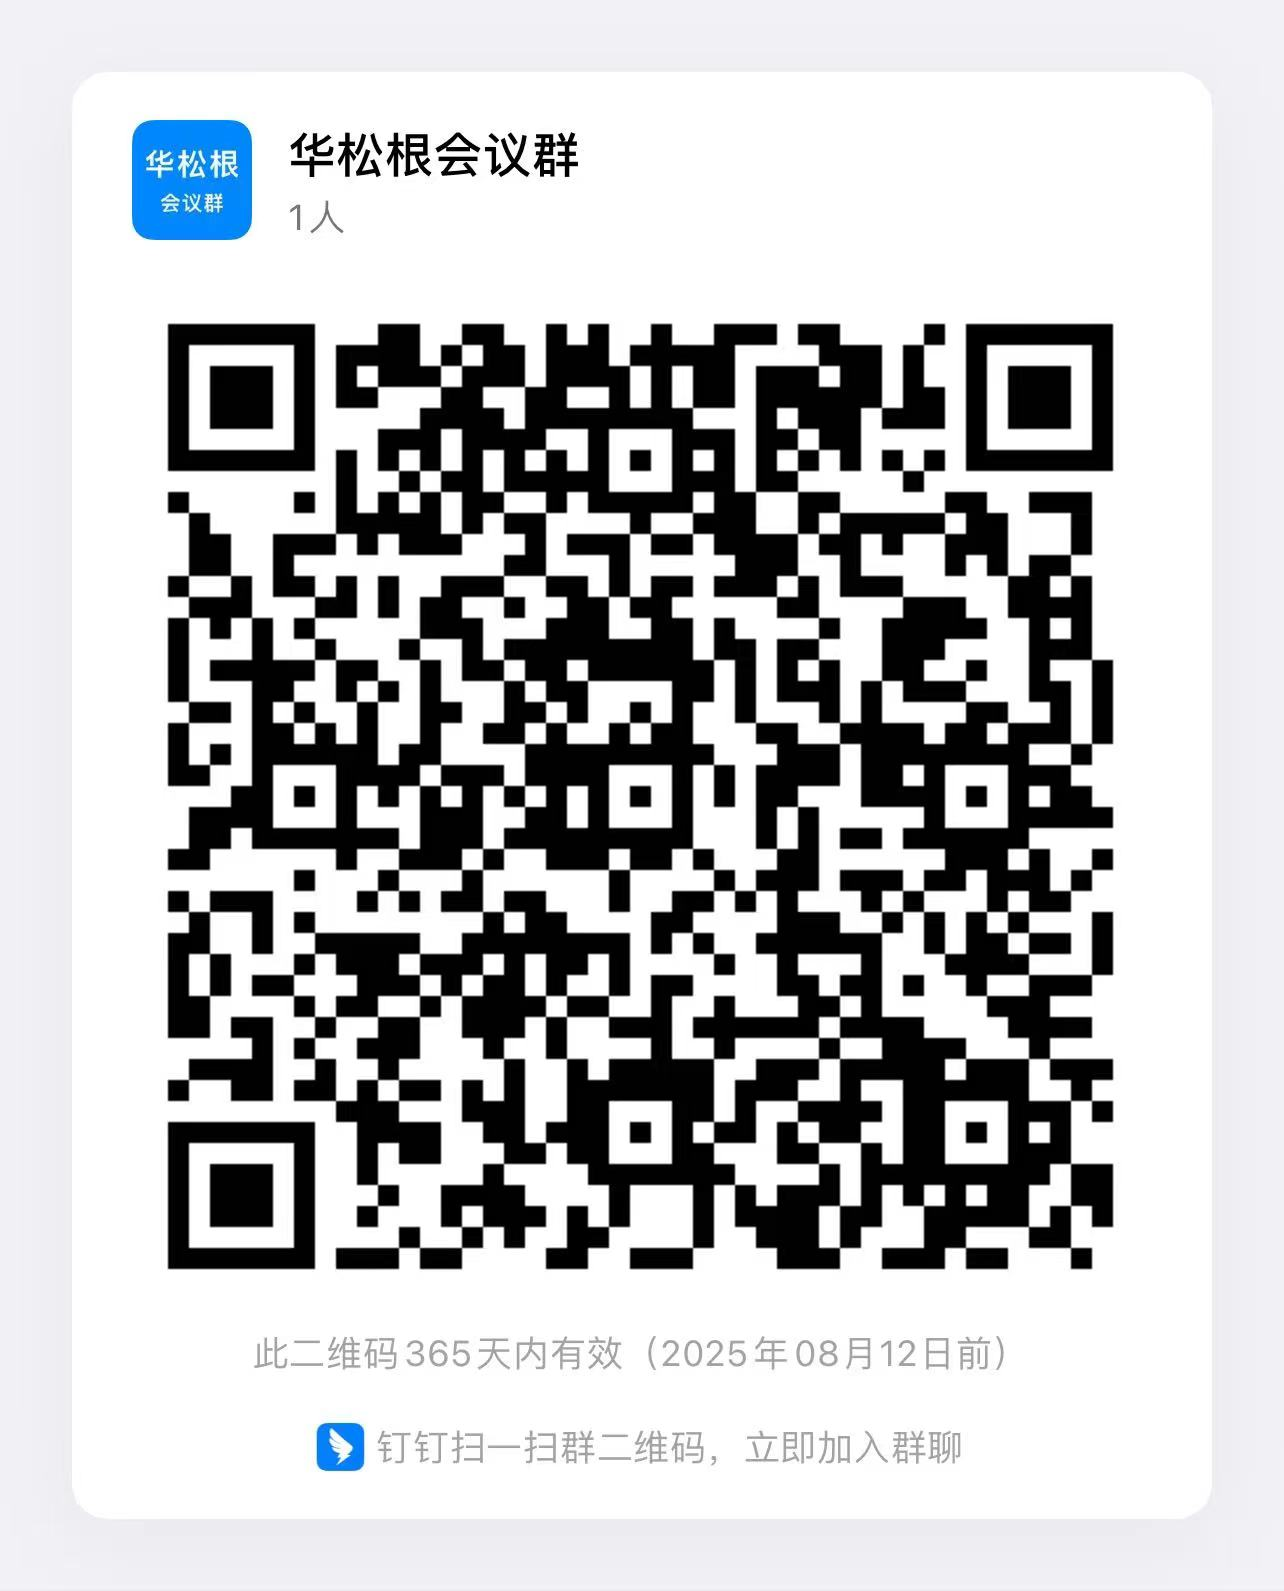 华松根
会议群
华松根会议群
1人
此二维码365天内有效（2025年08月12日前）
钉钉扫一扫群二维码，立即加入群聊